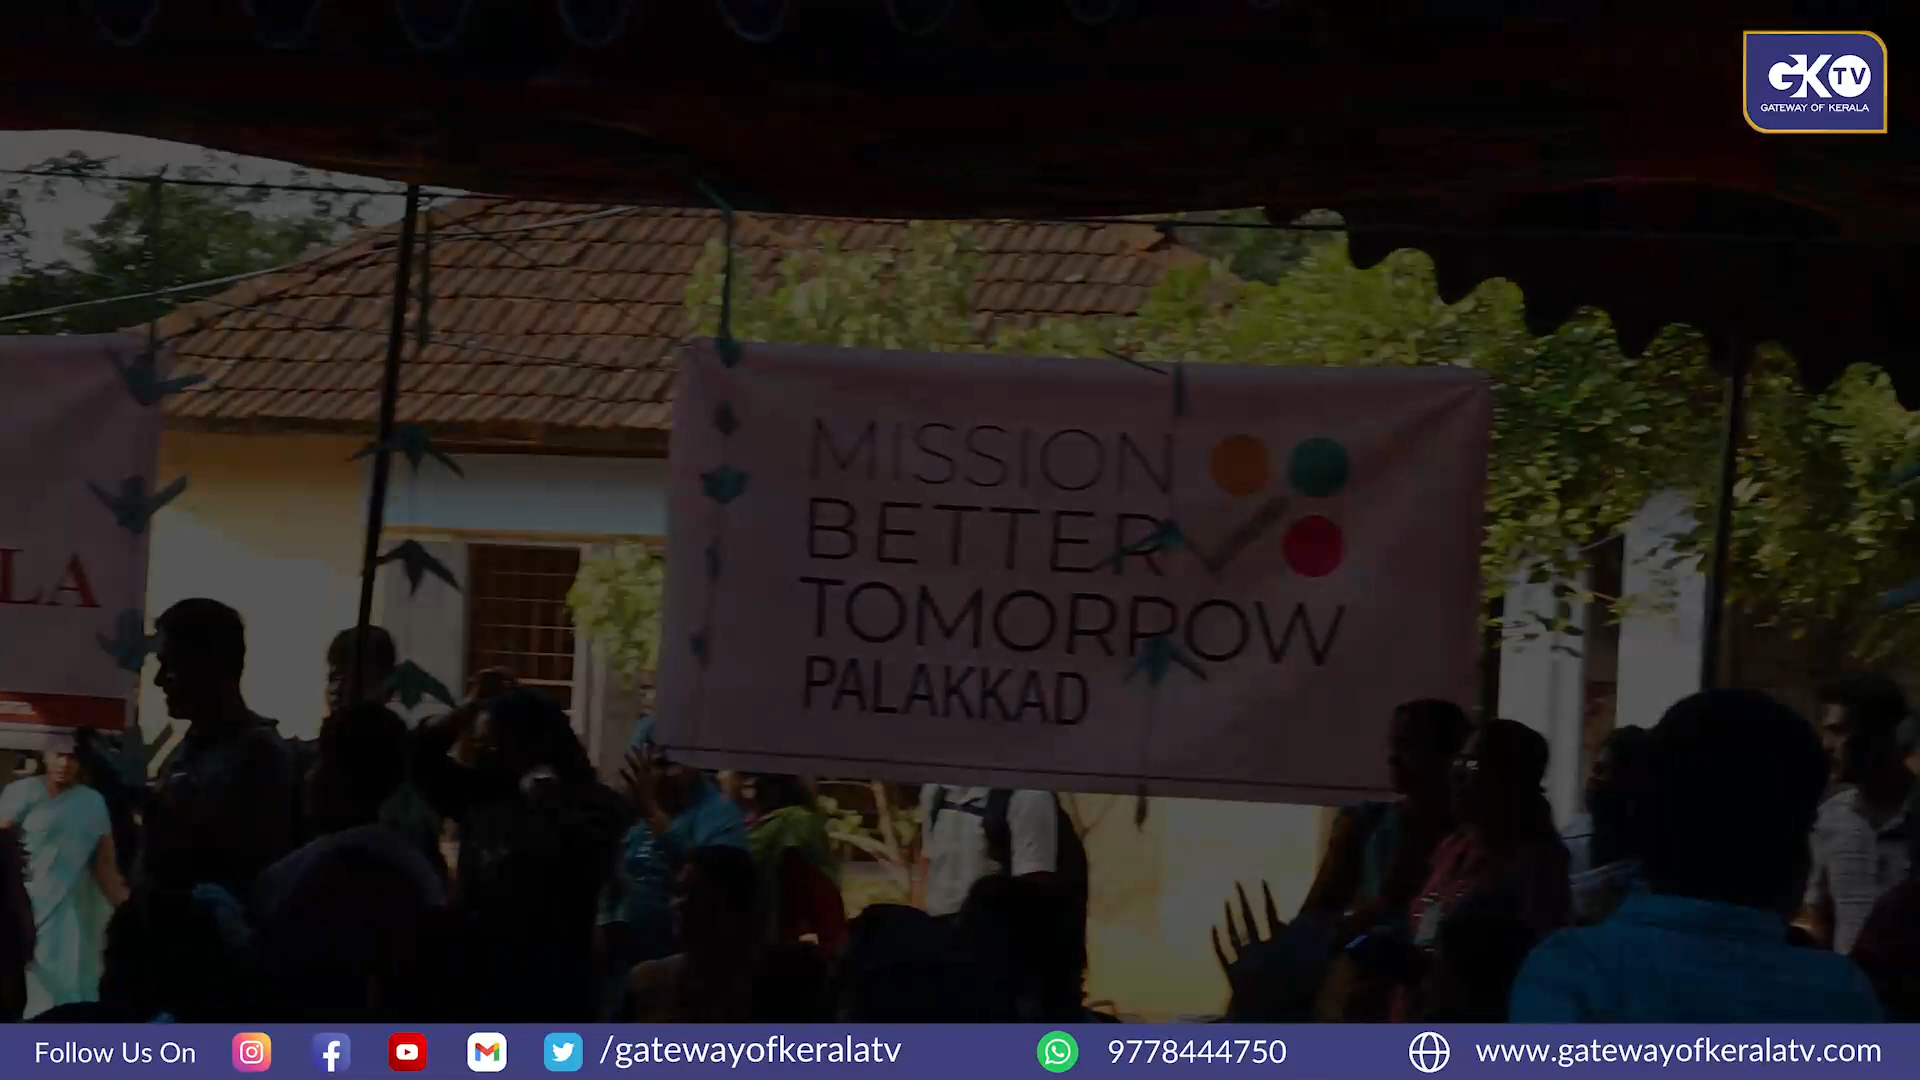 GKTV
GATEWAY OF KERALA
MISSION
BETTER
TOMORROW
PALAKKAD
LA
Follow Us On /gatewayofkeralatv 9778444750 www.gatewayofkeralatv.com